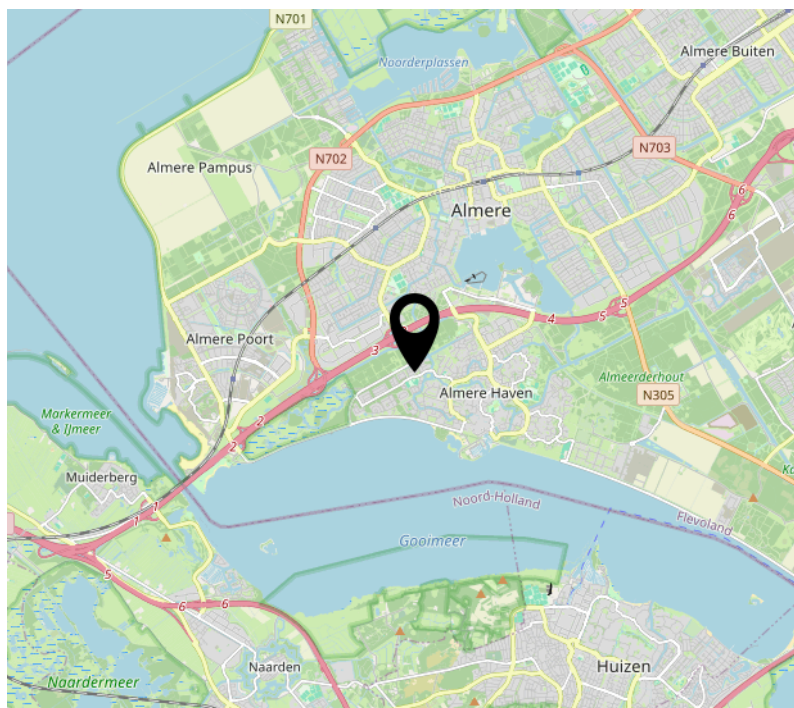 N701
Almere Buiten
Noorderplassen
N703
N702
Almere Pampus
6
6
Almere
5
5
4
Almere Poort
3
Almere Haven
Almeerderhout
N305
Markermeer
& IJmeer
2
2
Muiderberg
1
1
Noord-Holland
Flevoland
Gooimeer
5
6
6
Naarden
Huizen
Naardermeer